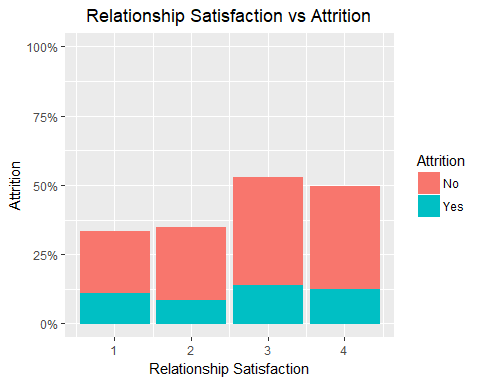 Relationship Satisfaction vs Attrition
100%
75%
50%
25%
0%
Attrition
1 2 3 4
Relationship Satisfaction
Attrition
No
Yes